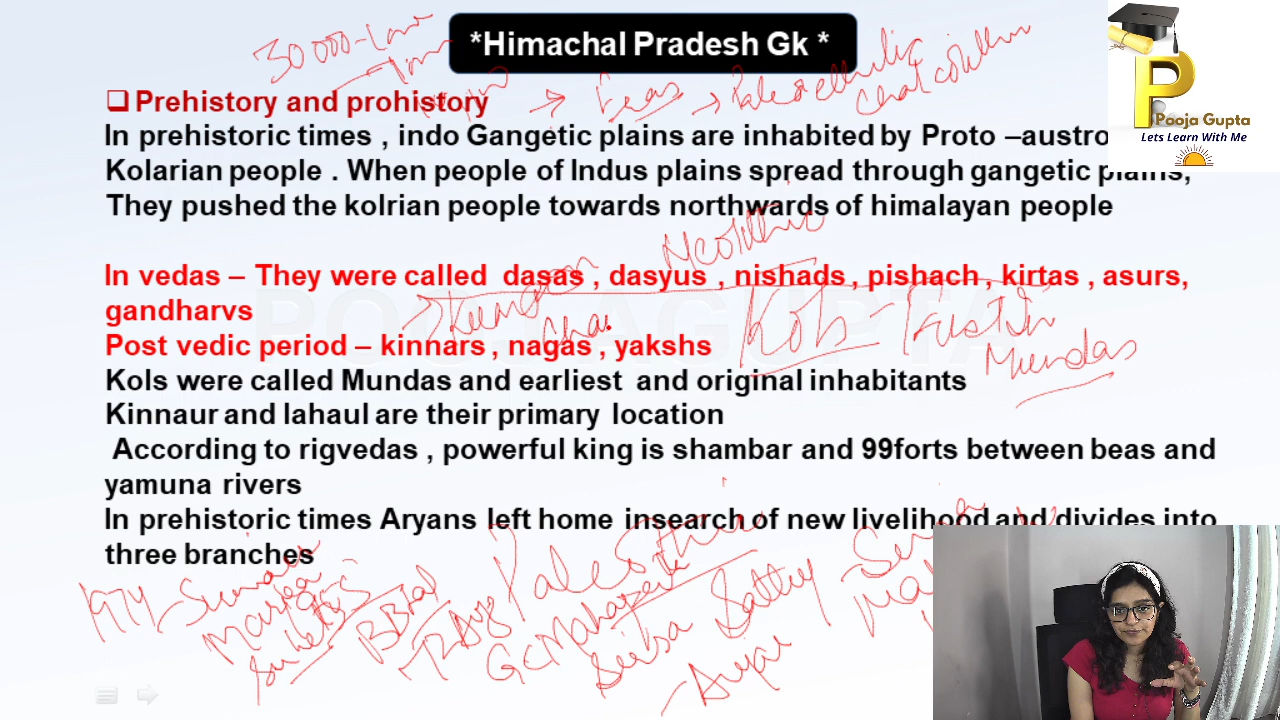 *Himachal Pradesh Gk *
Pooja Gupta
Lets Learn With Me
30000-
Prehistory and prohistory
In prehistoric times , indo Gangetic plains are inhabited by Proto –austro
Kolarian people . When people of Indus plains spread through gangetic plains,
They pushed the kolrian people towards northwards of himalayan people
Neolithic
In vedas – They were called dasas , dasyus , nishads, pishach, kirtas , asurs,
gandharvs
Kols -
Mundas
Post vedic period – kinnars , nagas , yakshs
Kols were called Mundas and earliest and original inhabitants
Kinnaur and lahaul are their primary location
According to rigvedas , powerful king is shambar and 99forts between beas and
yamuna rivers
In prehistoric times Aryans left home insearch of new livelihood and divides into
three branches
1974-
BBlal
GCMahapatra